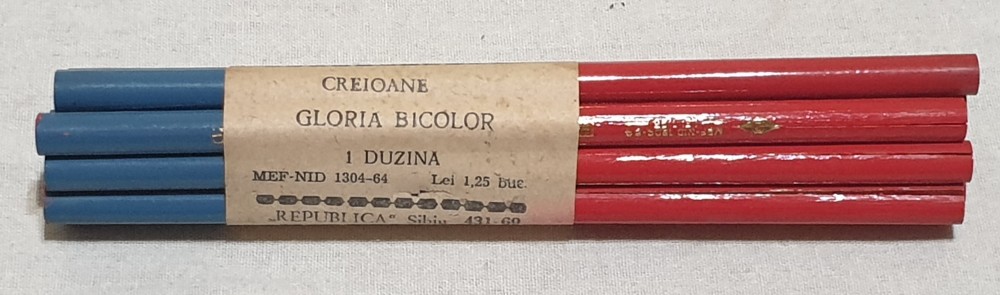 CREIOANE
GLORIA BICOLOR
1 DUZINA
MEF-NID 1304-64 Lei 1,25 buc.
„REPUBLICA“ Sibiu 431-69